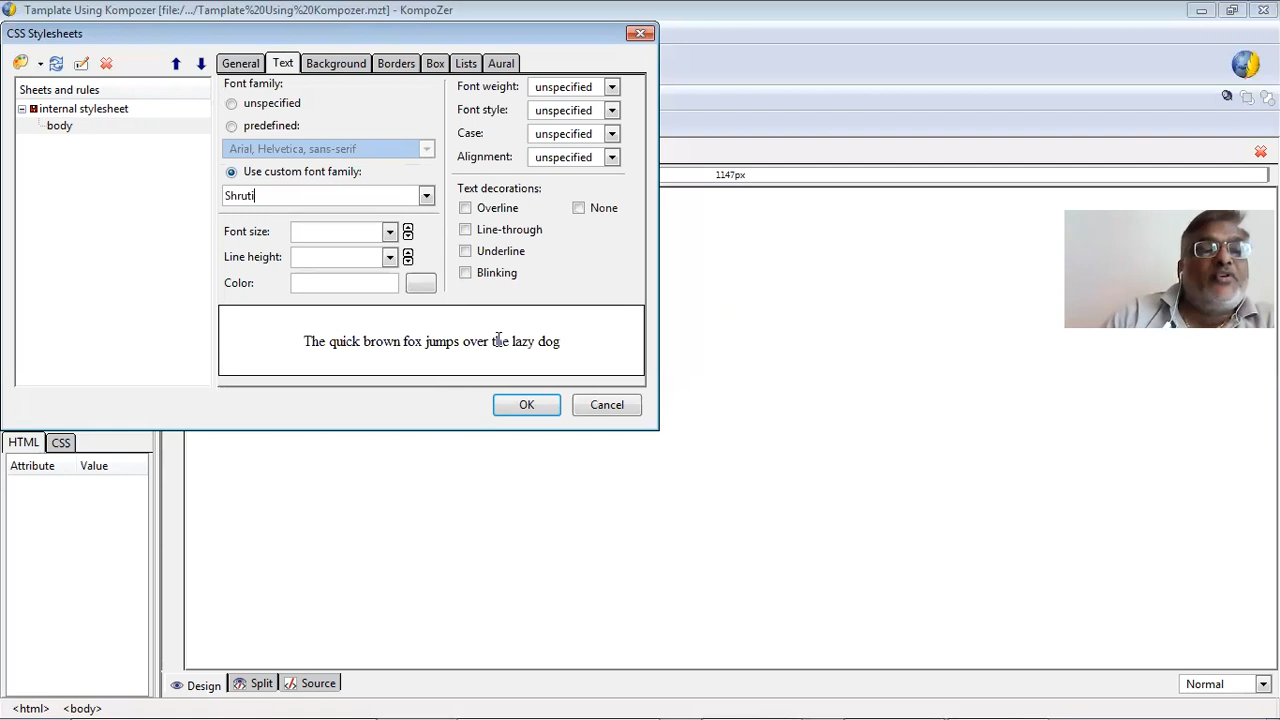 Tamplate Using Kompozer [file:/.../Tamplate%20Using%20Kompozer.mzt] - KompoZer
CSS Stylesheets
General Text Background Borders Box Lists Aural
Sheets and rules
internal stylesheet
body
Font family:
unspecified
predefined:
Arial, Helvetica, sans-serif
Use custom font family:
Shruti
Font size:
Line height:
Color:
Font weight: unspecified
Font style: unspecified
Case: unspecified
Alignment: unspecified
Text decorations:
Overline None
Line-through
Underline
Blinking
The quick brown fox jumps over the lazy dog
OK Cancel
1147px
HTML CSS
Attribute Value
Design Split Source
Normal
<html> <body>